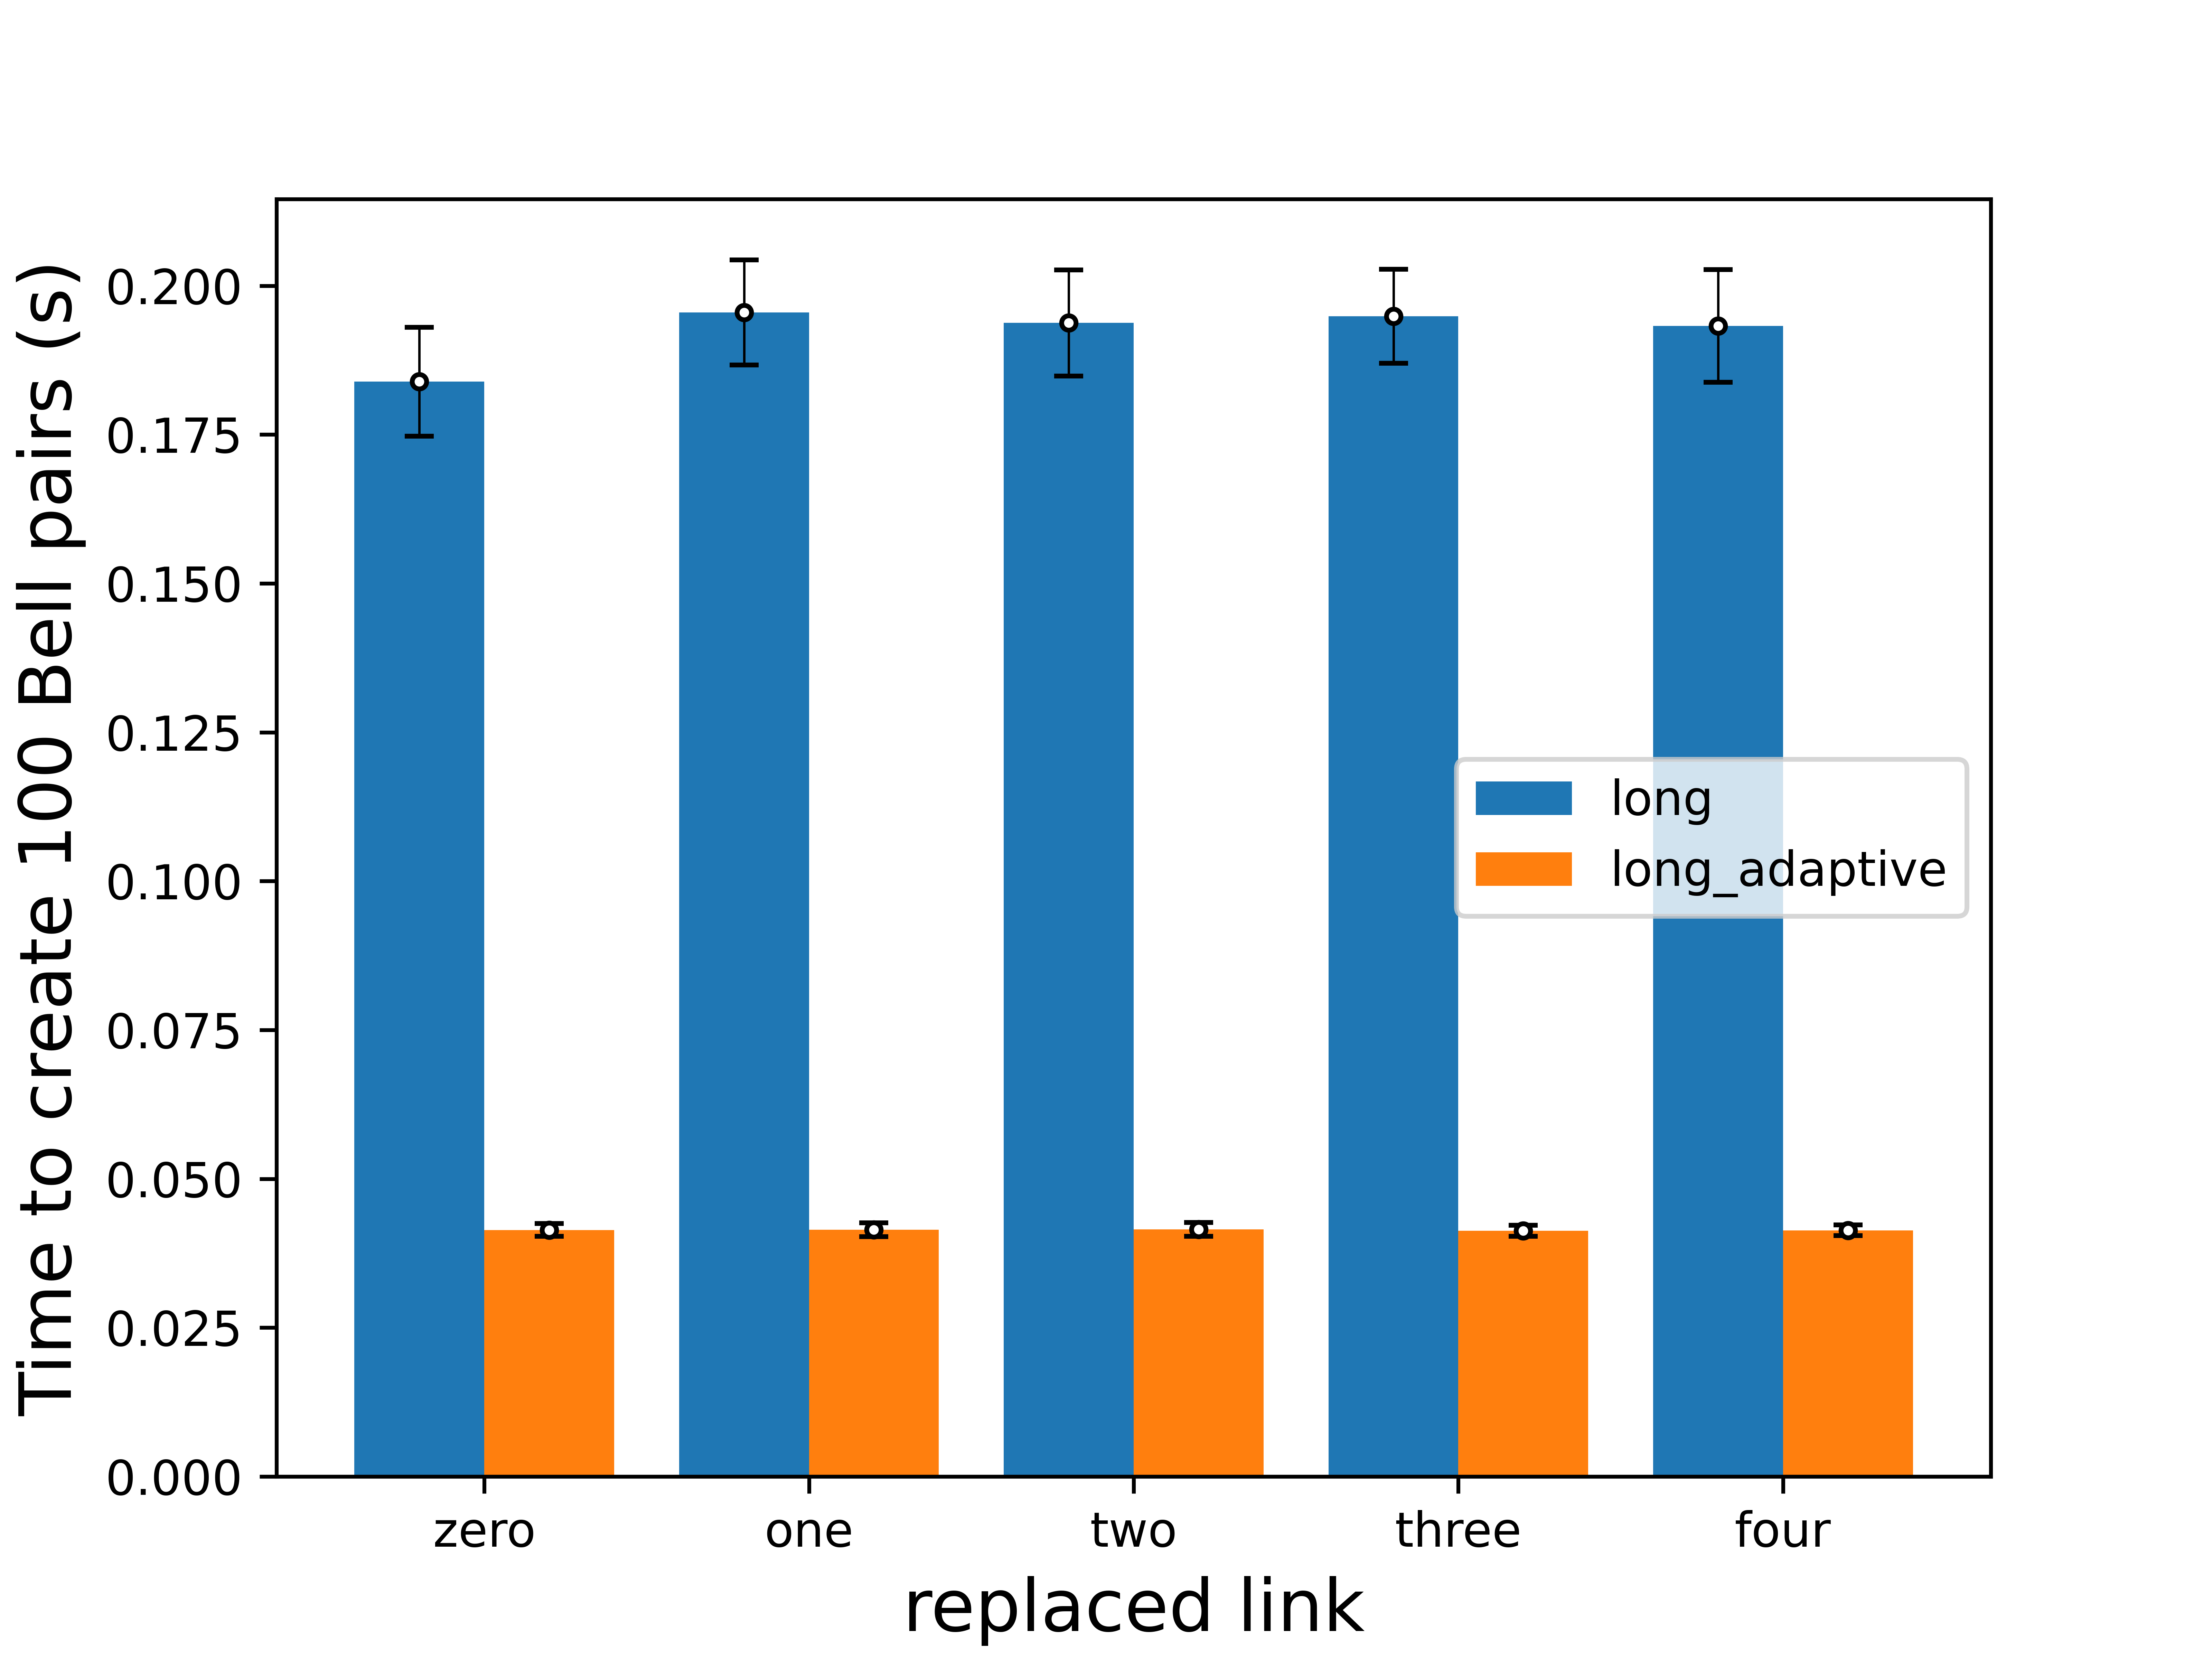 Time to create 100 Bell pairs (s)
0.200
0.175
0.150
0.125
0.100
0.075
0.050
0.025
0.000
long
long_adaptive
zero one two three four
replaced link